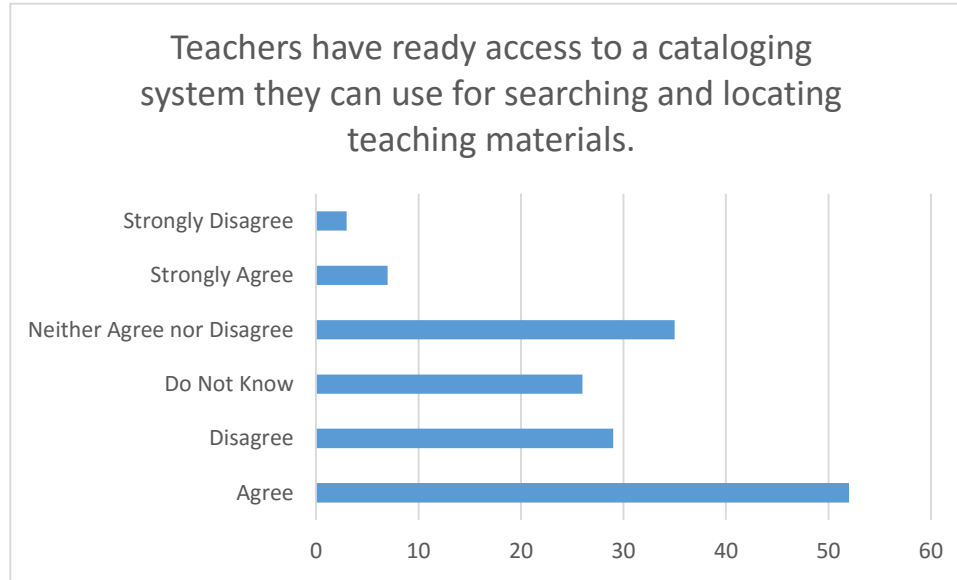 Teachers have ready access to a cataloging
system they can use for searching and locating
teaching materials.
Strongly Disagree
Strongly Agree
Neither Agree nor Disagree
Do Not Know
Disagree
Agree
0 10 20 30 40 50 60